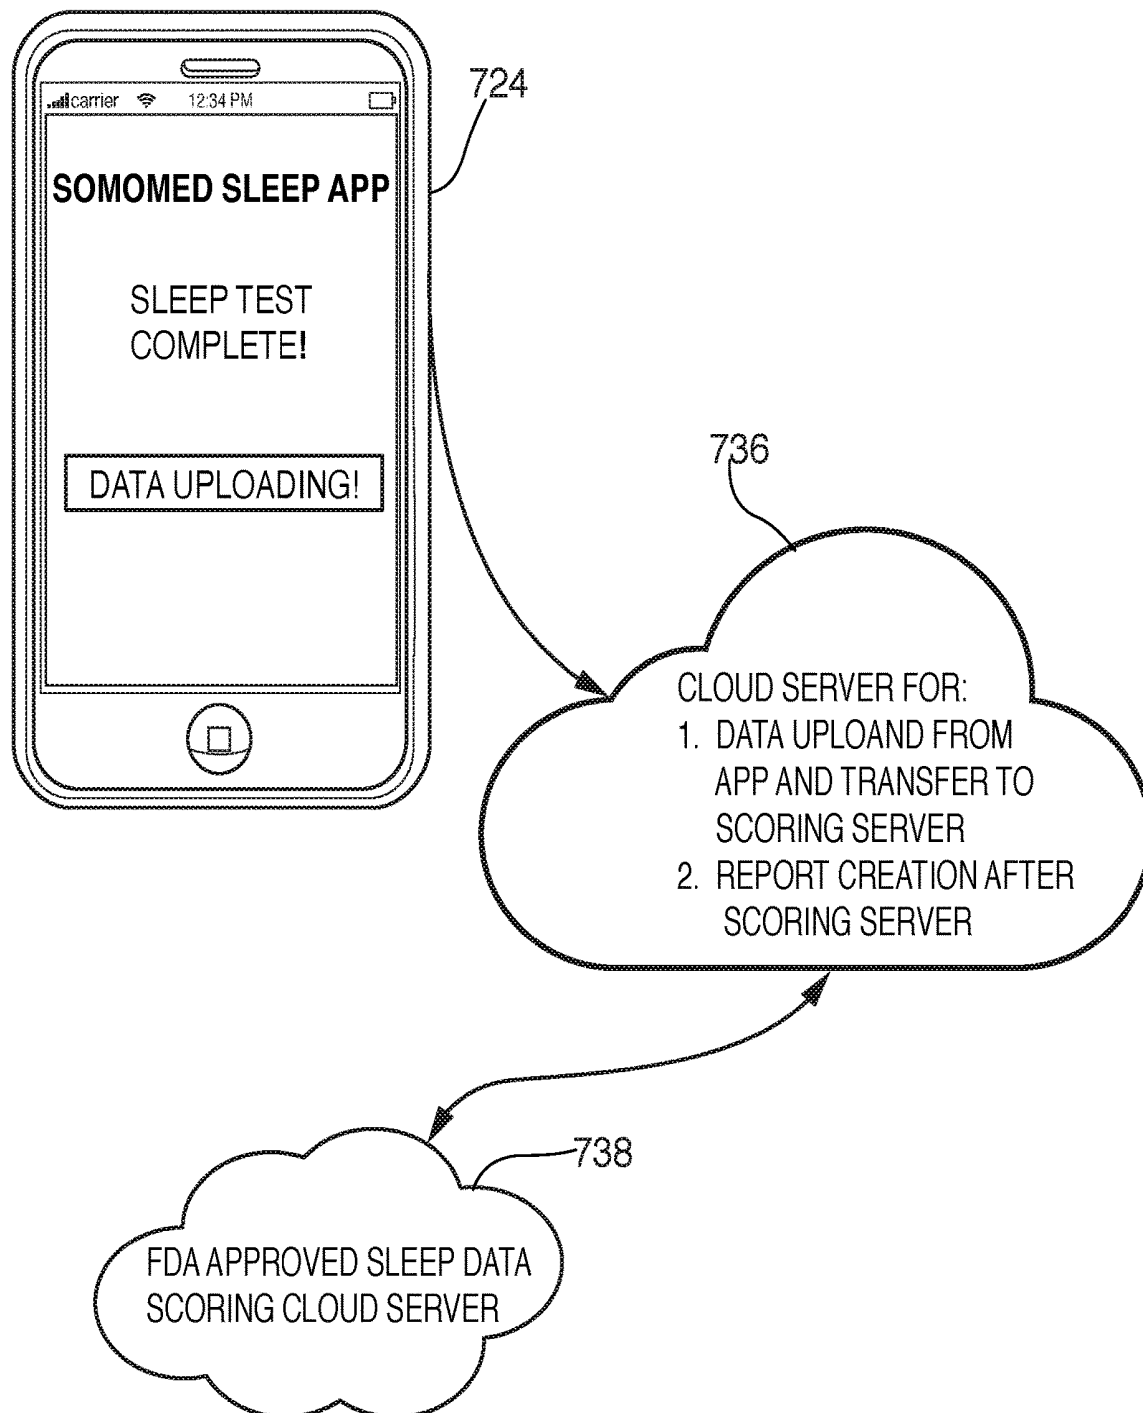 724
carrier 12:34 PM
SOMOMED SLEEP APP
SLEEP TEST
COMPLETE!
DATA UPLOADING!
736
CLOUD SERVER FOR:
1. DATA UPLOAND FROM
APP AND TRANSFER TO
SCORING SERVER
2. REPORT CREATION AFTER
SCORING SERVER
738
FDA APPROVED SLEEP DATA
SCORING CLOUD SERVER